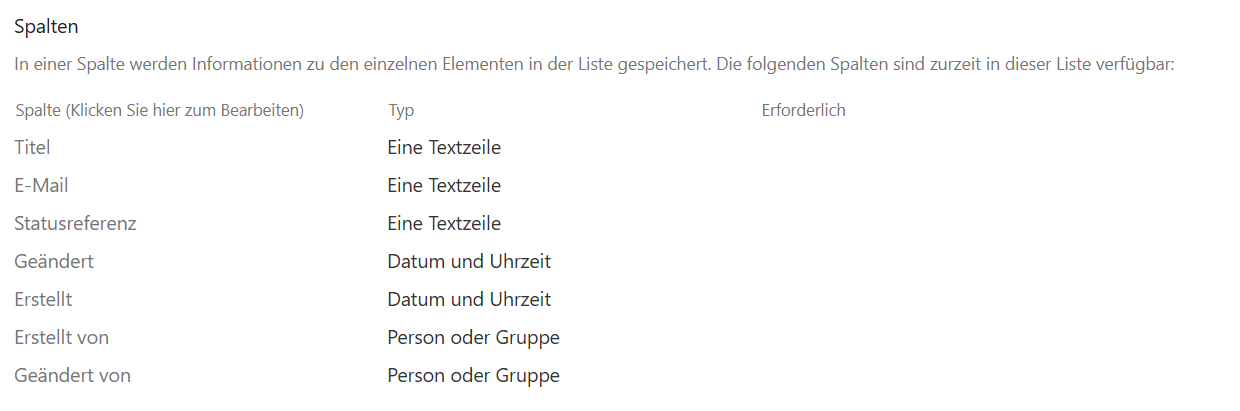 Spalten
In einer Spalte werden Informationen zu den einzelnen Elementen in der Liste gespeichert. Die folgenden Spalten sind zurzeit in dieser Liste verfügbar:
Spalte (Klicken Sie hier zum Bearbeiten) Typ Erforderlich
Titel Eine Textzeile
E-Mail Eine Textzeile
Statusreferenz Eine Textzeile
Geändert Datum und Uhrzeit
Erstellt Datum und Uhrzeit
Erstellt von Person oder Gruppe
Geändert von Person oder Gruppe